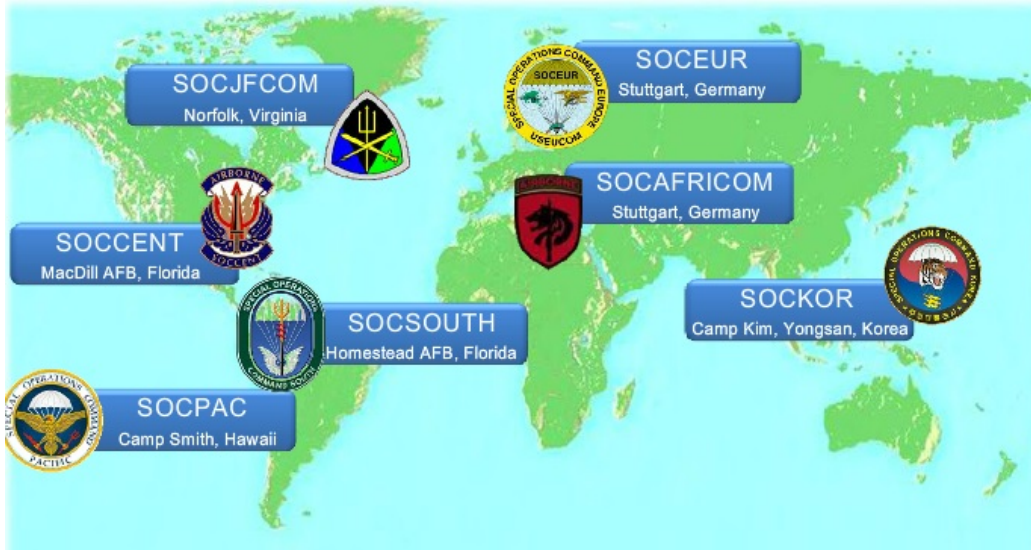 SOCJFCOM
Norfolk, Virginia
SPECIAL OPERATIONS COMMAND EUROPE
SOCEUR
USEUCOM
SOCEUR
Stuttgart, Germany
AIRBORNE
SOCAFRICOM
Stuttgart, Germany
AIRBORNE
SOCCENT
SOCCENT
MacDill AFB, Florida
SPECIAL OPERATIONS COMMAND KOREA
SOCKOR
Camp Kim, Yongsan, Korea
SPECIAL OPERATIONS
COMMAND SOUTH
SOCSOUTH
Homestead AFB, Florida
SPECIAL OPERATIONS COMMAND
PACIFIC
SOCPAC
Camp Smith, Hawaii